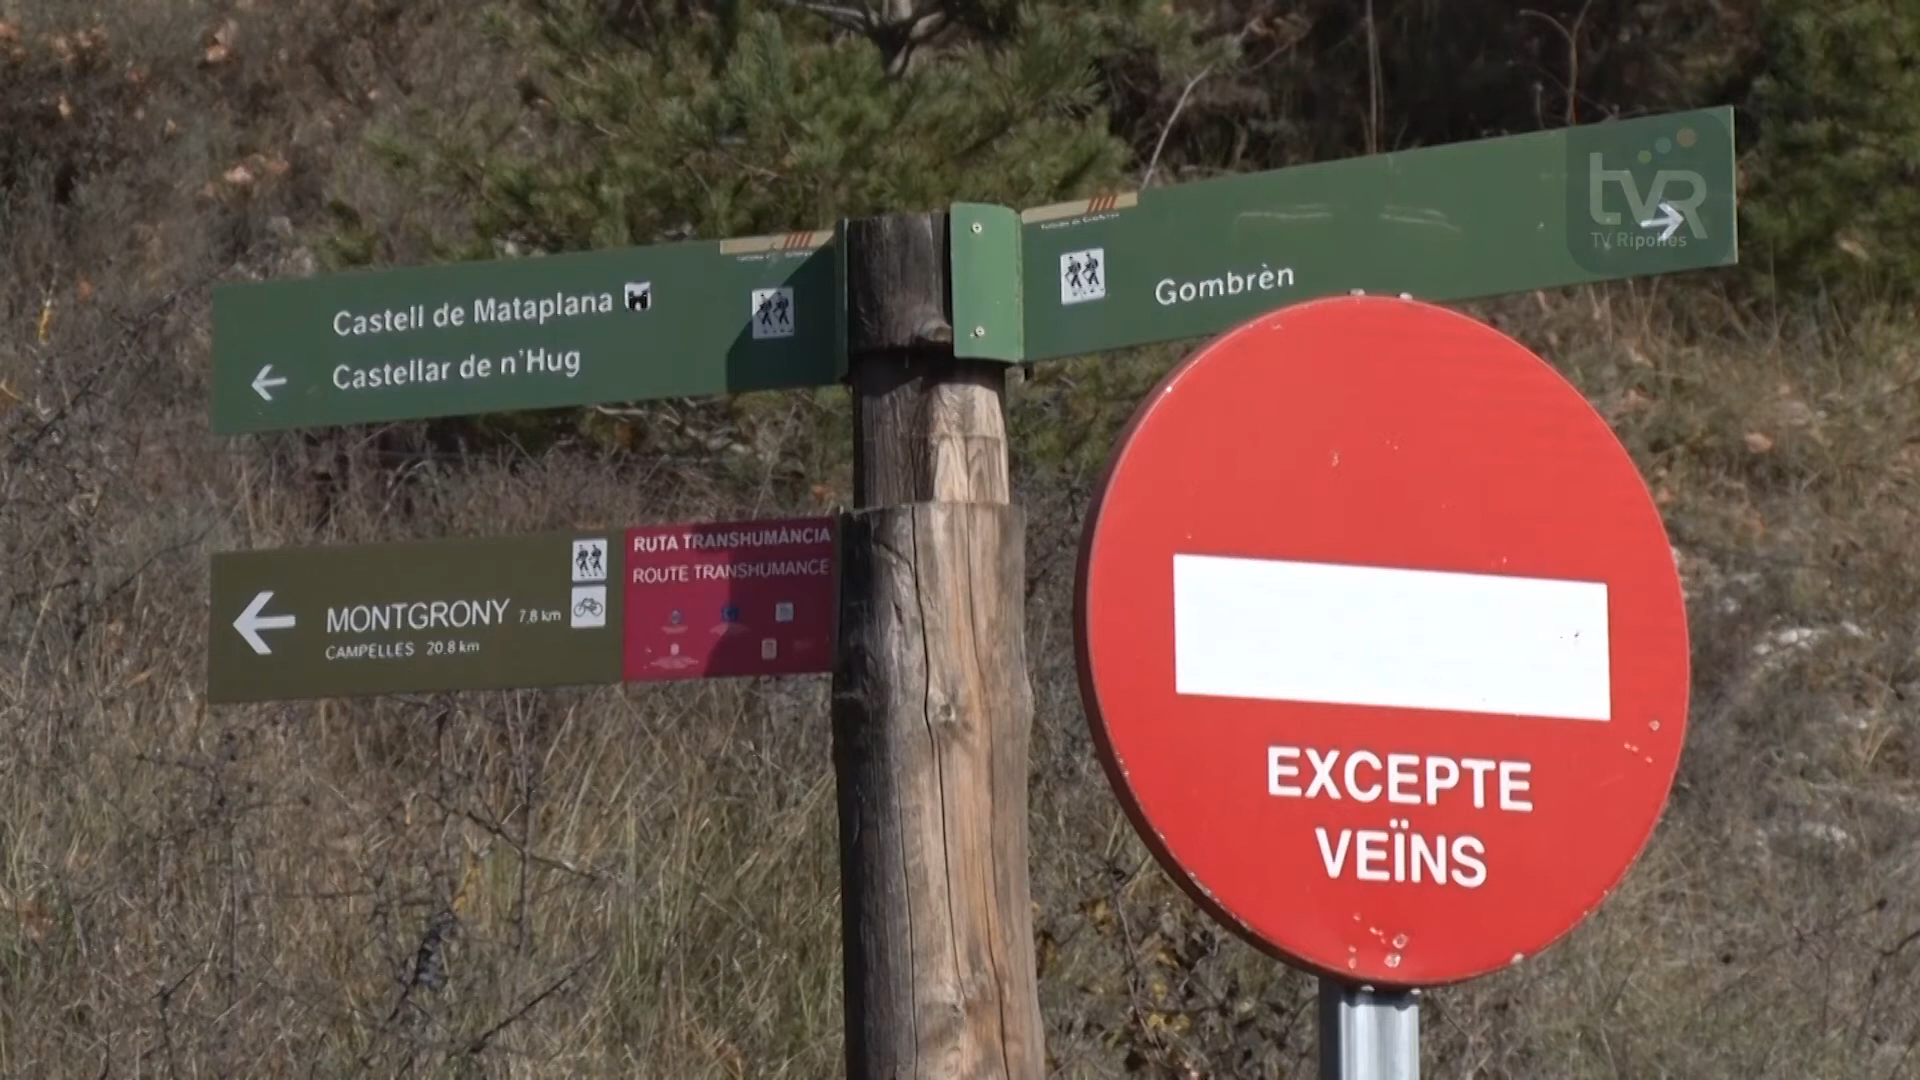 Castell de Mataplana
Castellar de n'Hug
Gombrèn
tvR
TV Ripollès
RUTA TRANSHUMÀNCIA
ROUTE TRANSHUMANCE
MONTGRONY 7,8 km
CAMPELLES 20.8 km
EXCEPTE
VEÏNS